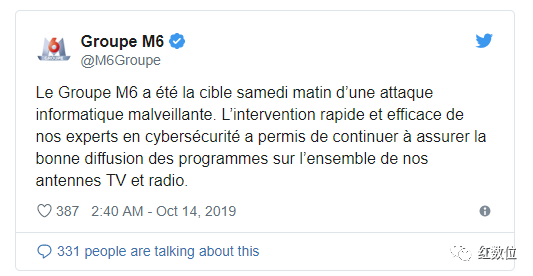 Groupe M6
@M6Groupe
Le Groupe M6 a été la cible samedi matin d’une attaque
informatique malveillante. L’intervention rapide et efficace de
nos experts en cybersécurité a permis de continuer à assurer la
bonne diffusion des programmes sur l’ensemble de nos
antennes TV et radio.
387 2:40 AM - Oct 14, 2019
331 people are talking about this
红数位